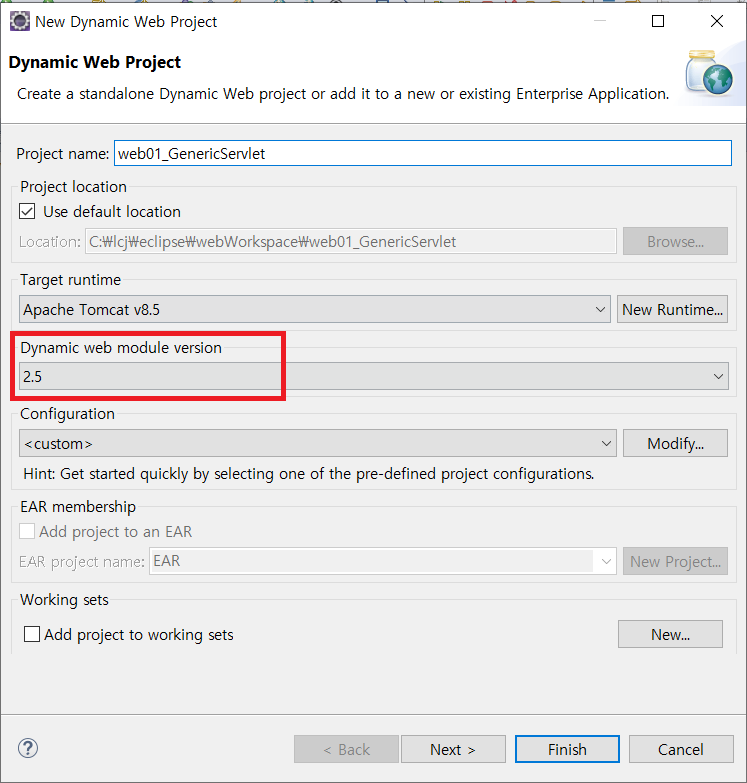 New Dynamic Web Project
Dynamic Web Project
Create a standalone Dynamic Web project or add it to a new or existing Enterprise Application.
Project name: web01_GenericServlet
Project location
Use default location
Location: C:₩lcj₩eclipse₩webWorkspace₩web01_GenericServlet Browse...
Target runtime
Apache Tomcat v8.5 New Runtime...
Dynamic web module version
2.5
Configuration
<custom> Modify...
Hint: Get started quickly by selecting one of the pre-defined project configurations.
EAR membership
Add project to an EAR
EAR project name: EAR New Project...
Working sets
Add project to working sets New...
? < Back Next > Finish Cancel